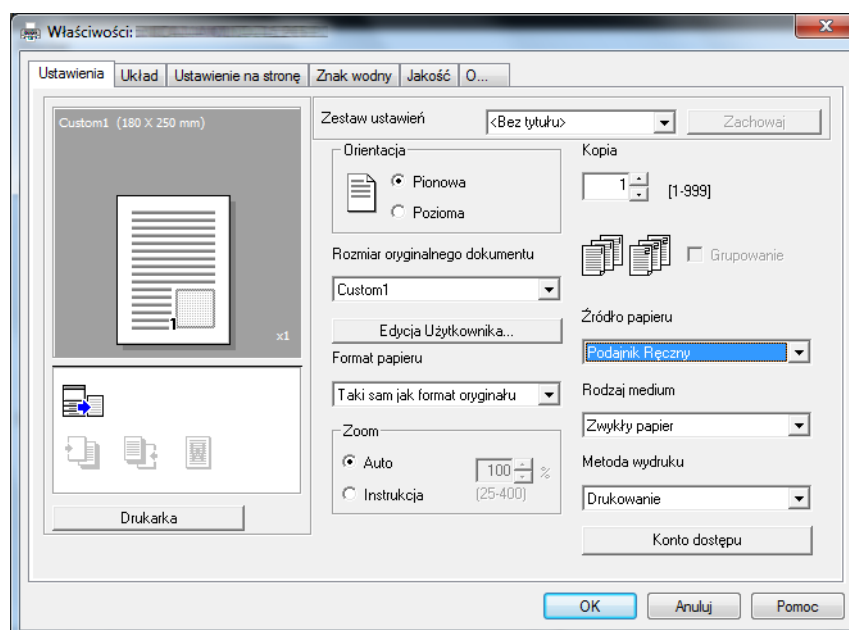 Właściwości:
Ustawienia Układ Ustawienie na stronę Znak wodny Jakość O...
Custom1 (180 X 250 mm)
1
x1
Drukarka
Zestaw ustawień <Bez tytułu> Zachowaj
Orientacja
Pionowa
Pozioma
Rozmiar oryginalnego dokumentu
Custom1
Edycja Użytkownika...
Format papieru
Taki sam jak format oryginału
Zoom
Auto
100 %
Instrukcja
(25-400)
Kopia
1 [1-999]
Grupowanie
Źródło papieru
Podajnik Ręczny
Rodzaj medium
Zwykły papier
Metoda wydruku
Drukowanie
Konto dostępu
OK Anuluj Pomoc